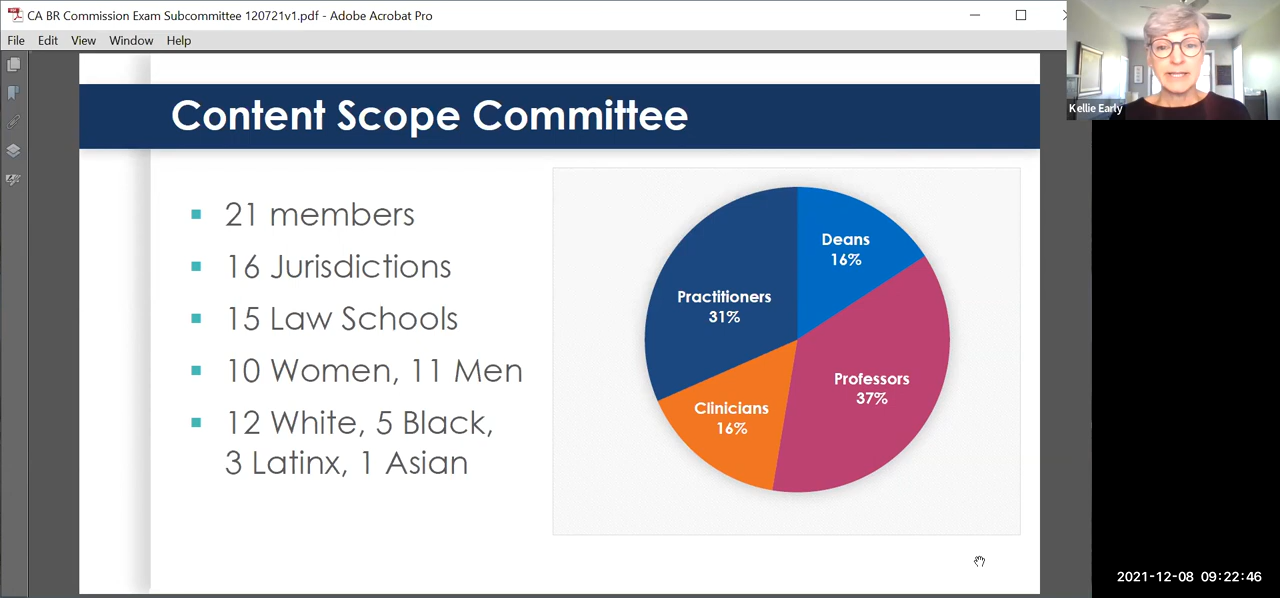 CA BR Commission Exam Subcommittee 120721v1.pdf - Adobe Acrobat Pro
File Edit View Window Help
Kellie Early
Content Scope Committee
21 members
16 Jurisdictions
15 Law Schools
10 Women, 11 Men
12 White, 5 Black,
3 Latinx, 1 Asian
Deans
16%
Practitioners
31%
Professors
37%
Clinicians
16%
2021-12-08 09:22:46